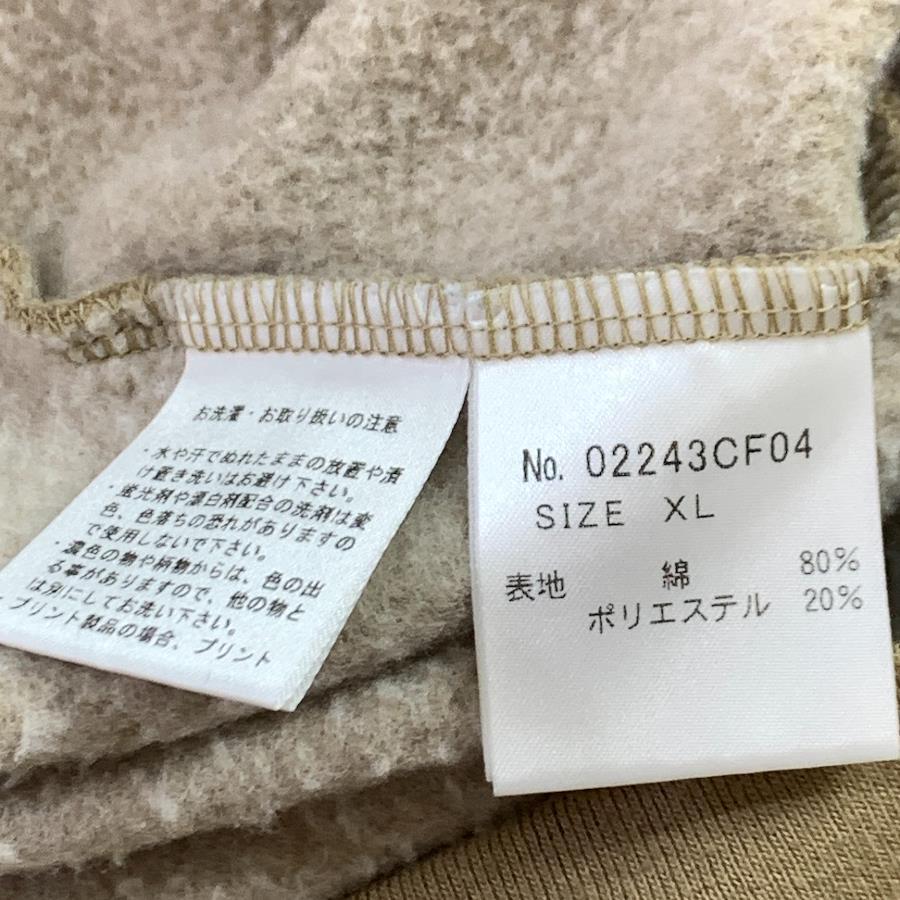 お洗濯・お取り扱いの注意
・水や汗でぬれたままの放置や漬
け置き洗いはお避け下さい。
・蛍光剤や漂白剤配合の洗剤は変
色、色落ちの恐れがありますの
で使用しないで下さい。
・濃色の物や柄物からは、色の出
る事がありますので、他の物と
は別にしてお洗い下さい。
・プリント製品の場合、プリント
No. 02243CF04
SIZE XL
表地 綿 80%
ポリエステル 20%